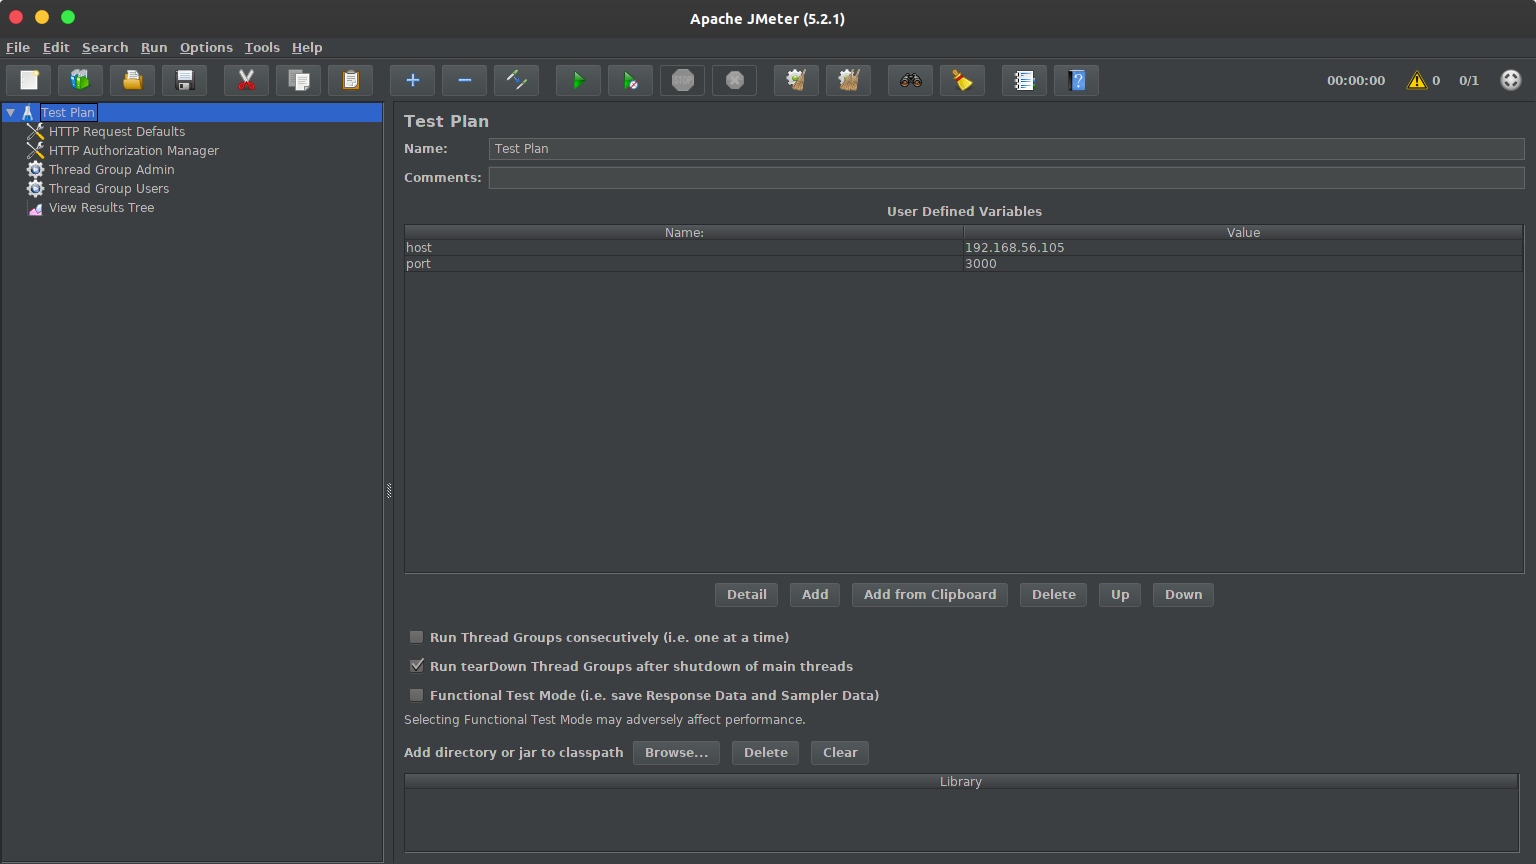 Apache JMeter (5.2.1)
File Edit Search Run Options Tools Help
00:00:00 0 0/1
Test Plan
HTTP Request Defaults
HTTP Authorization Manager
Thread Group Admin
Thread Group Users
View Results Tree
Test Plan
Name: Test Plan
Comments:
User Defined Variables
Name: Value
host 192.168.56.105
port 3000
Detail Add Add from Clipboard Delete Up Down
Run Thread Groups consecutively (i.e. one at a time)
Run tearDown Thread Groups after shutdown of main threads
Functional Test Mode (i.e. save Response Data and Sampler Data)
Selecting Functional Test Mode may adversely affect performance.
Add directory or jar to classpath Browse... Delete Clear
Library